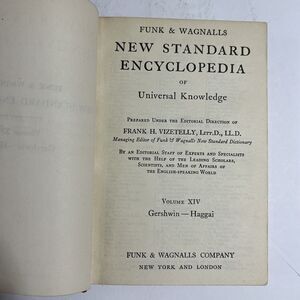 FUNK & WAGNALLS
NEW STANDARD
ENCYCLOPEDIA
OF
Universal Knowledge
Prepared Under the Editorial Direction of
FRANK H. VIZETELLY, Litt.D., LL.D.
Managing Editor of Funk & Wagnalls New Standard Dictionary
By an Editorial Staff of Experts and Specialists
with the Help of the Leading Scholars,
Scientists, and Men of Affairs of
the English-speaking World
Volume XIV
Gershwin — Haggai
FUNK & WAGNALLS COMPANY
NEW YORK AND LONDON